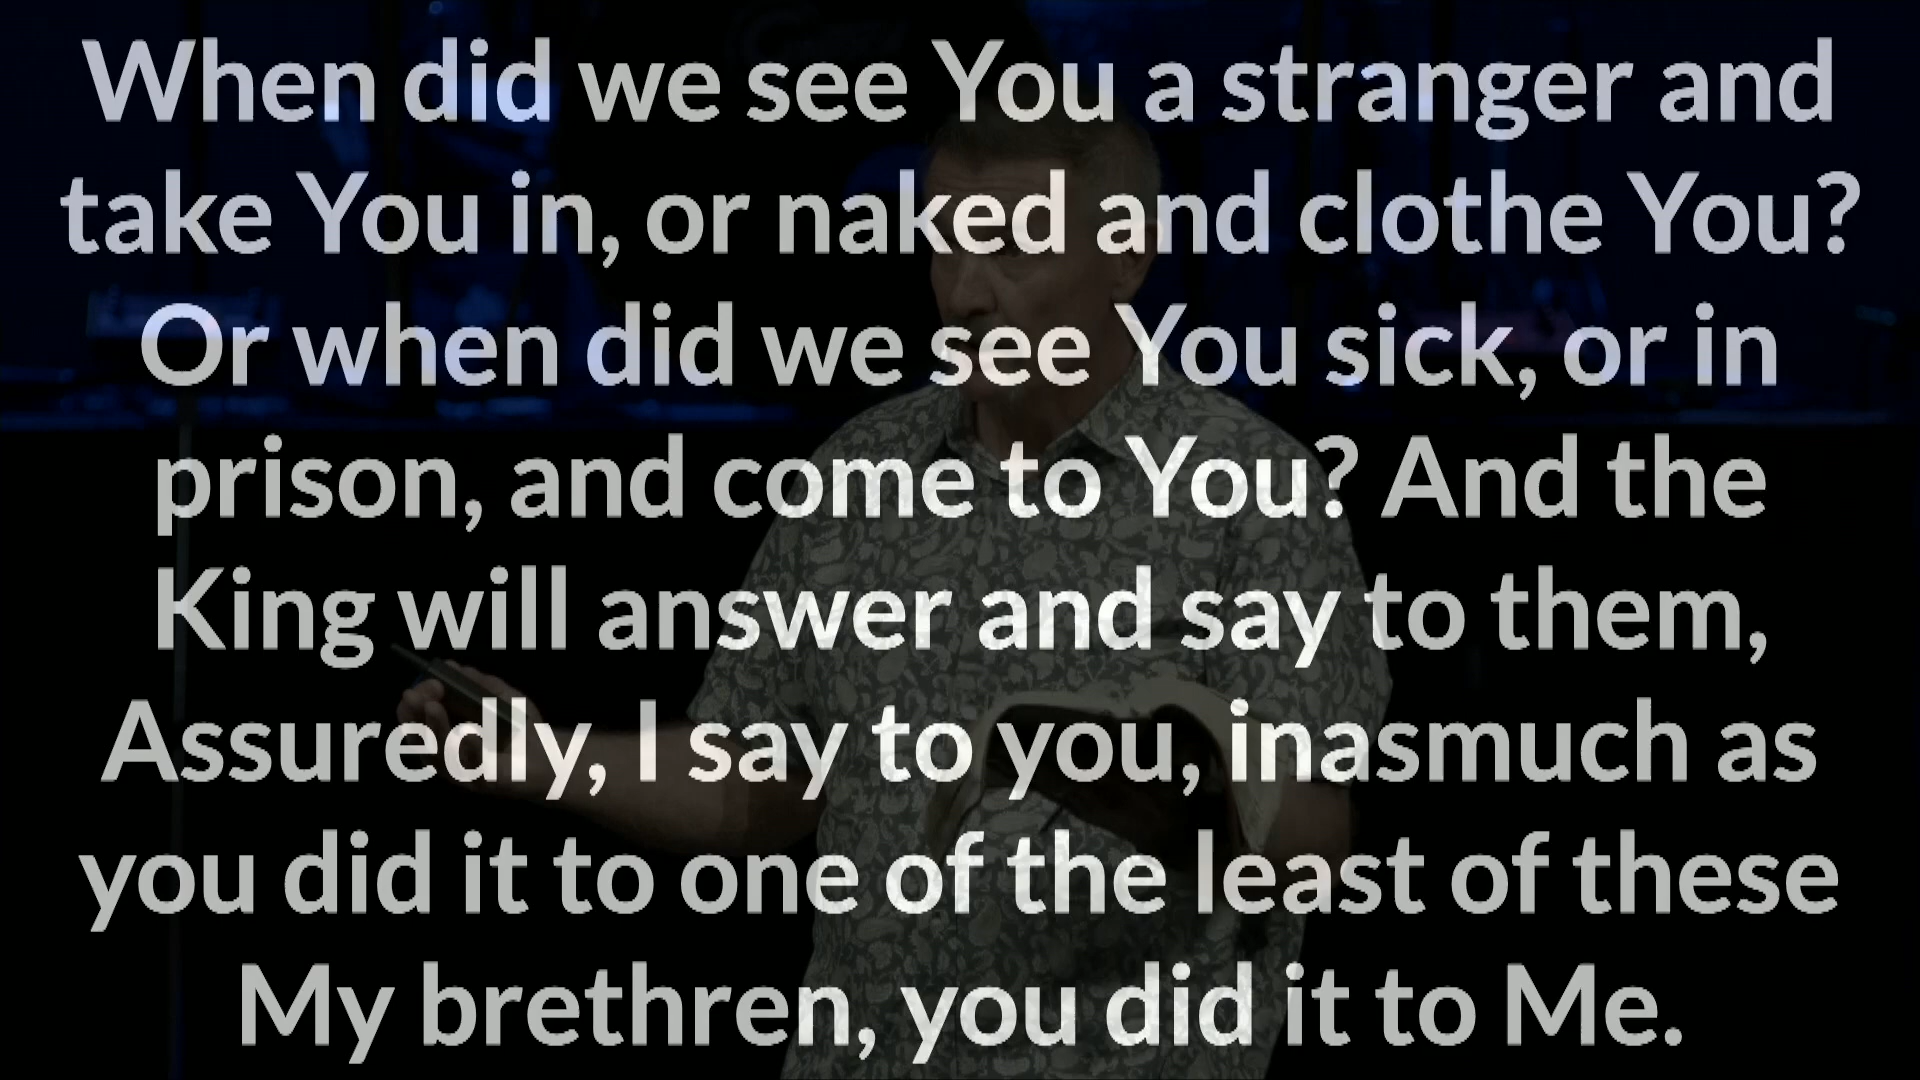 When did we see You a stranger and
take You in, or naked and clothe You?
Or when did we see You sick, or in
prison, and come to You? And the
King will answer and say to them,
Assuredly, I say to you, inasmuch as
you did it to one of the least of these
My brethren, you did it to Me.